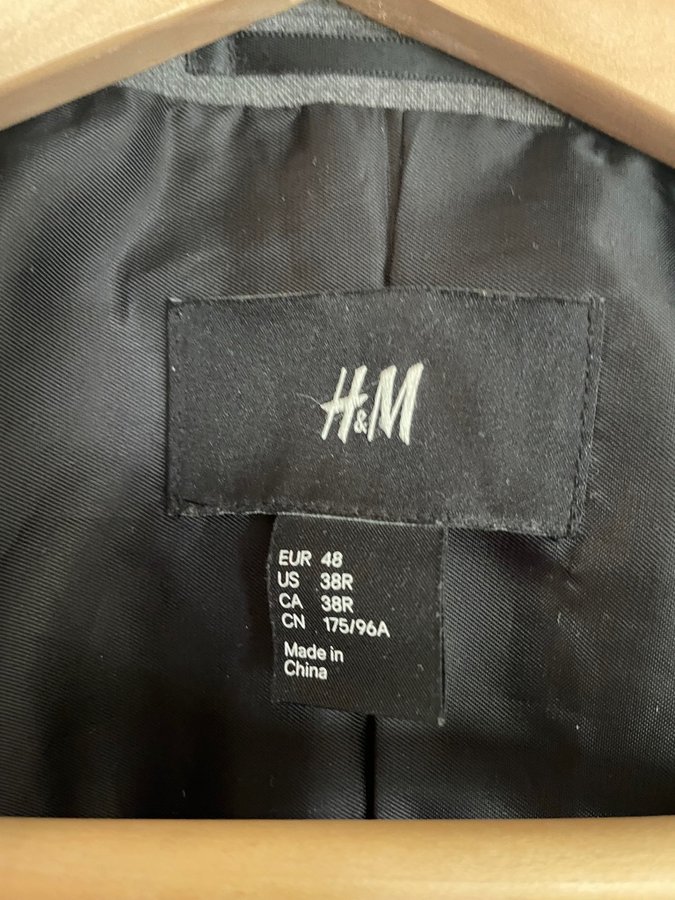 H&M
EUR 48
US 38R
CA 38R
CN 175/96A
Made in
China